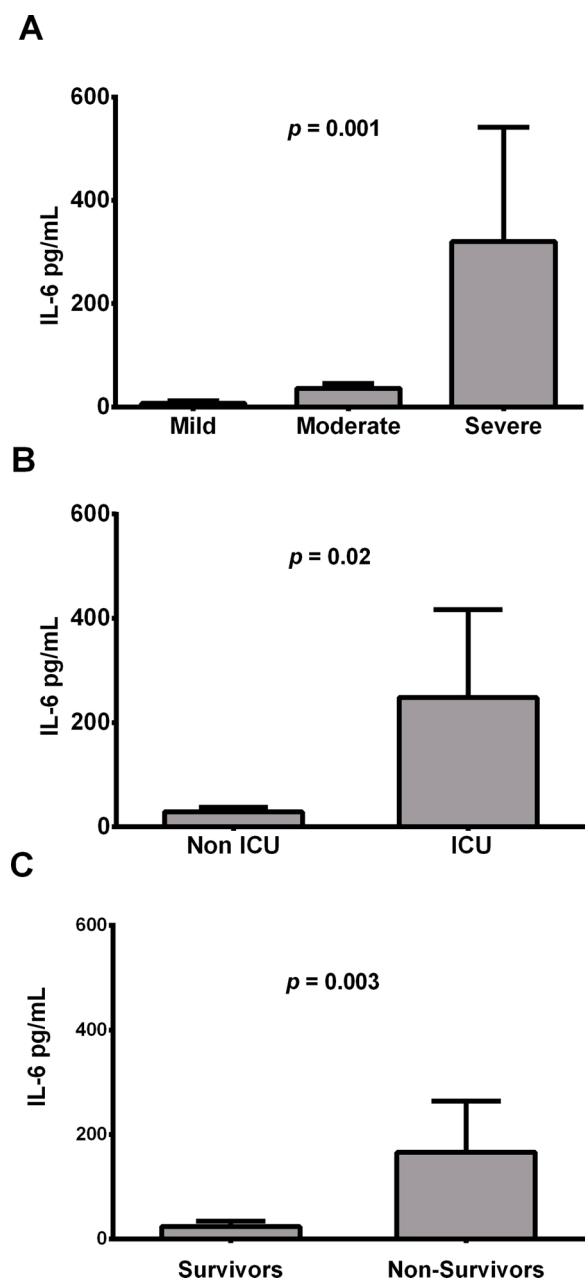 A
600
p = 0.001
400
IL-6 pg/mL
200
0
Mild Moderate Severe
B
600
p = 0.02
400
IL-6 pg/mL
200
0
Non ICU ICU
C
600
p = 0.003
400
IL-6 pg/mL
200
0
Survivors Non-Survivors